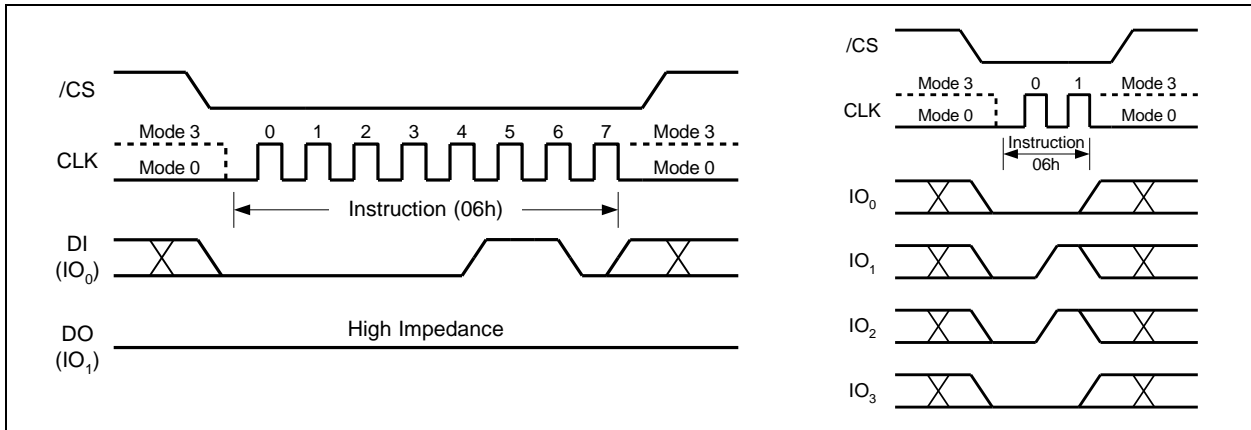 /CS
Mode 3 0 1 2 3 4 5 6 7 Mode 3
CLK
Mode 0 Mode 0
Instruction (06h)
DI
(IO0)
High Impedance
DO
(IO1)
/CS
Mode 3 0 1 Mode 3
CLK
Mode 0 Mode 0
Instruction
06h
IO0
IO1
IO2
IO3